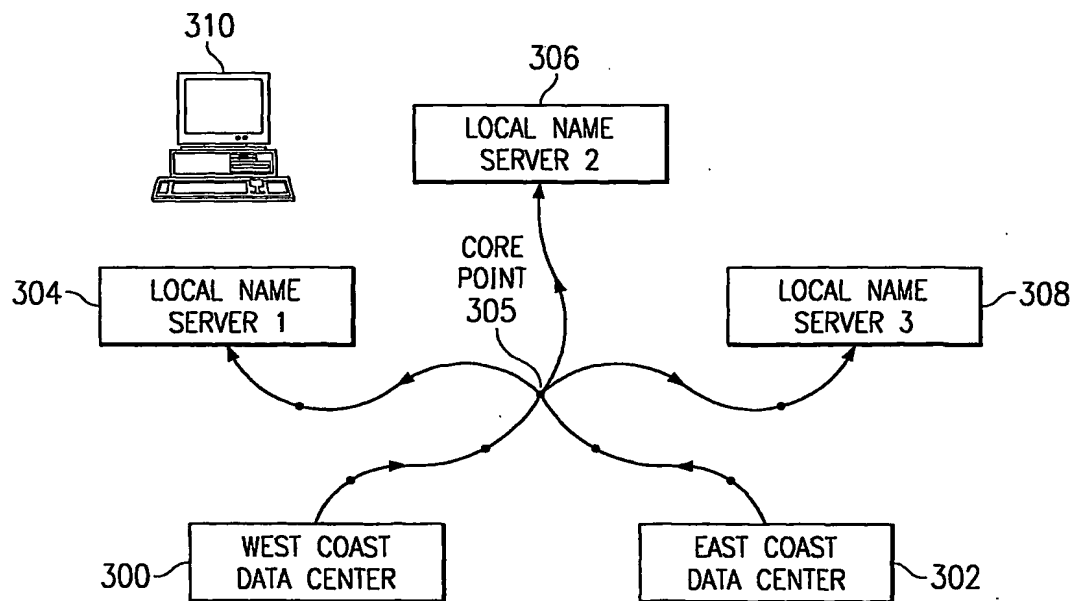 310
306
LOCAL NAME
SERVER 2
CORE
POINT
305
304
LOCAL NAME
SERVER 1
LOCAL NAME
SERVER 3
308
300
WEST COAST
DATA CENTER
EAST COAST
DATA CENTER
302